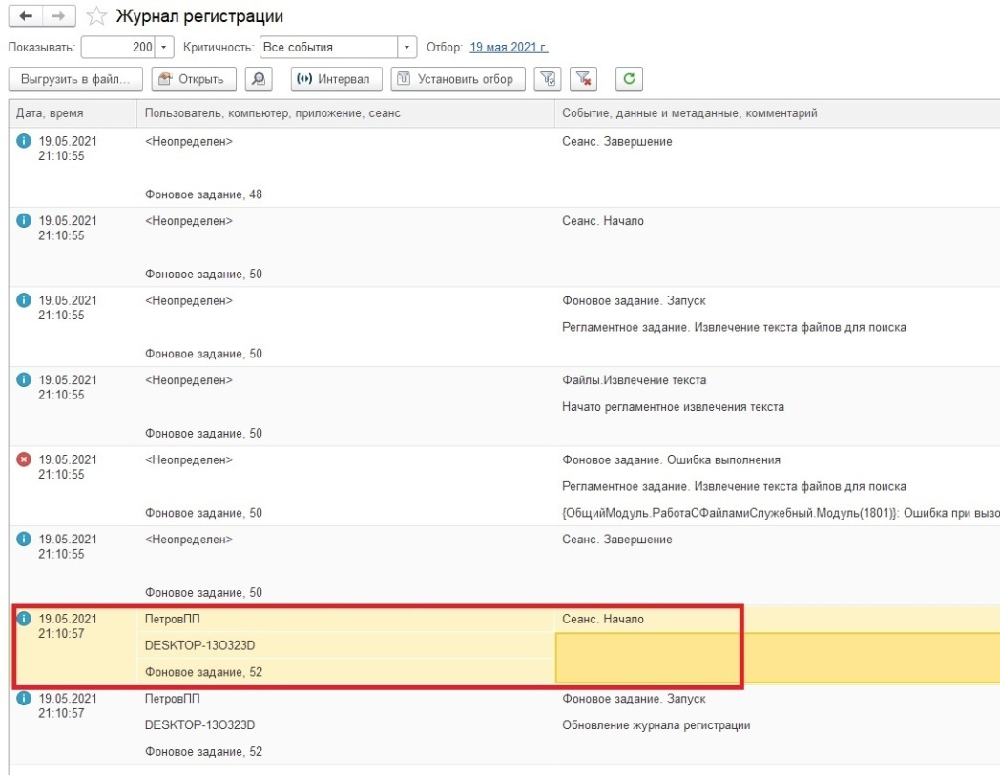 Журнал регистрации
Показывать: 200 Критичность: Все события Отбор: 19 мая 2021 г.
Выгрузить в файл... Открыть Интервал Установить отбор
Дата, время Пользователь, компьютер, приложение, сеанс Событие, данные и метаданные, комментарий
19.05.2021 <Неопределен> Сеанс. Завершение
21:10:55
Фоновое задание, 48
19.05.2021 <Неопределен> Сеанс. Начало
21:10:55
Фоновое задание, 50
19.05.2021 <Неопределен> Фоновое задание. Запуск
21:10:55
Регламентное задание. Извлечение текста файлов для поиска
Фоновое задание, 50
19.05.2021 <Неопределен> Файлы.Извлечение текста
21:10:55
Начато регламентное извлечения текста
Фоновое задание, 50
19.05.2021 <Неопределен> Фоновое задание. Ошибка выполнения
21:10:55
Регламентное задание. Извлечение текста файлов для поиска
Фоновое задание, 50 {ОбщийМодуль.РаботаСФайламиСлужебный.Модуль(1801)}: Ошибка при вызо
19.05.2021 <Неопределен> Сеанс. Завершение
21:10:55
Фоновое задание, 50
19.05.2021 ПетровПП Сеанс. Начало
21:10:57
DESKTOP-13O323D
Фоновое задание, 52
19.05.2021 ПетровПП Фоновое задание. Запуск
21:10:57
DESKTOP-13O323D Обновление журнала регистрации
Фоновое задание, 52